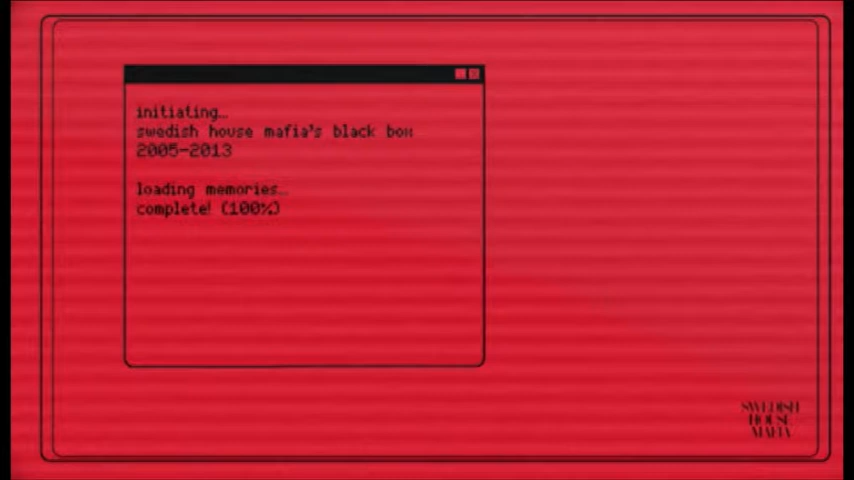 initiating…
swedish house mafia's black box
2005-2013
loading memories…
complete! (100%)
SWEDISH
HOUSE
MAFIA